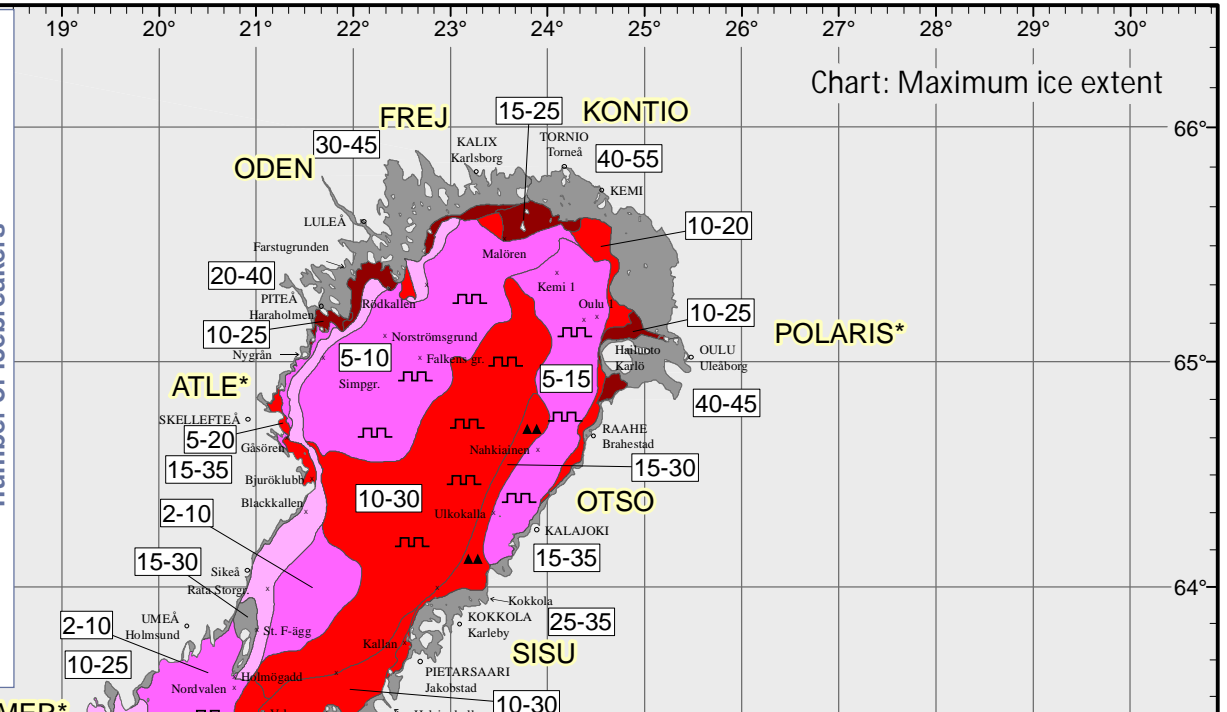 19° 20° 21° 22° 23° 24° 25° 26° 27° 28° 29° 30°
Chart: Maximum ice extent
66°
65°
64°
number of icebreakers
FREJ
15-25
KONTIO
30-45
KALIX
Karlsborg
TORNIO
Torneå
40-55
ODEN
KEMI
LULEÅ
10-20
Farstugrunden
Malören
20-40
Kemi 1
PITEÅ
Haraholmen
Rödkallen
Oulu 1
10-25
10-25
Norströmsgrund
POLARIS*
Nygrån
5-10
Falkens gr.
Hailuoto
Karlö
OULU
Uleåborg
Simpgr.
5-15
ATLE*
40-45
SKELLEFTEÅ
5-20
RAAHE
Brahestad
Gåsören
Nahkiainen
15-35
15-30
Bjuröklubb
10-30
OTSO
Blackkallen
2-10
Ulkokalla
KALAJOKI
15-35
15-30
Sikeå
Rata Storgr.
Kokkola
2-10
UMEÅ
Holmsund
St. F-ägg
KOKKOLA
Karleby
25-35
Kallan
SISU
10-25
PIETARSAARI
Jakobstad
Holmögadd
Nordvalen
10-30
MER*